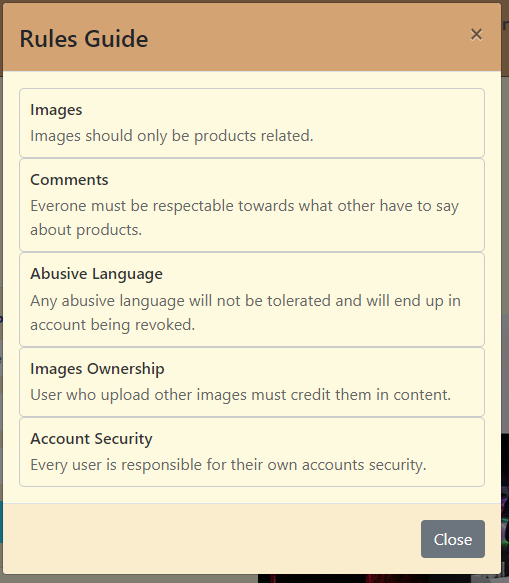 Rules Guide
×
Images
Images should only be products related.
Comments
Everone must be respectable towards what other have to say
about products.
Abusive Language
Any abusive language will not be tolerated and will end up in
account being revoked.
Images Ownership
User who upload other images must credit them in content.
Account Security
Every user is responsible for their own accounts security.
Close